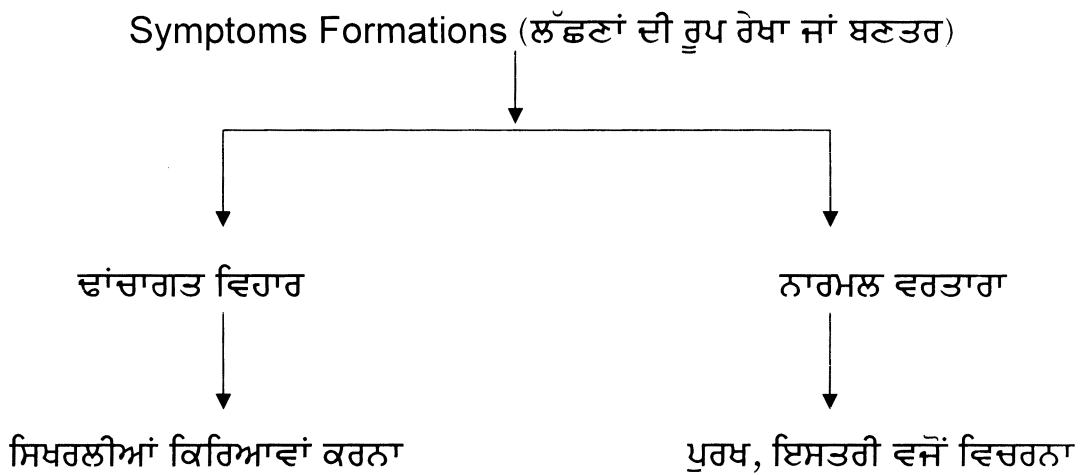 Symptoms Formations (ਲੱਛਣਾਂ ਦੀ ਰੂਪ ਰੇਖਾ ਜਾਂ ਬਣਤਰ)
ਢਾਂਚਾਗਤ ਵਿਹਾਰ
ਨਾਰਮਲ ਵਰਤਾਰਾ
ਸਿਖਰਲੀਆਂ ਕਿਰਿਆਵਾਂ ਕਰਨਾ
ਪੁਰਖ, ਇਸਤਰੀ ਵਜੋਂ ਵਿਚਰਨਾ